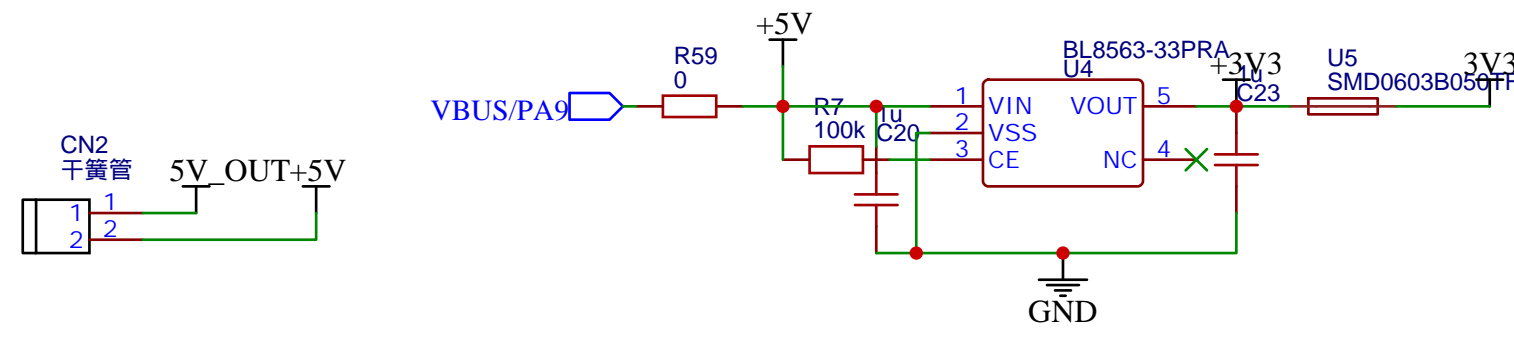 CN2
干簧管
5V_OUT
+5V
1
1
2
2
VBUS/PA9
R59
0
+5V
R7
100k
1u
C20
BL8563-33PRA
U4
1
VIN
2
VSS
3
CE
VOUT
5
NC
4
+3V3
1u
C23
U5
3V3
GND